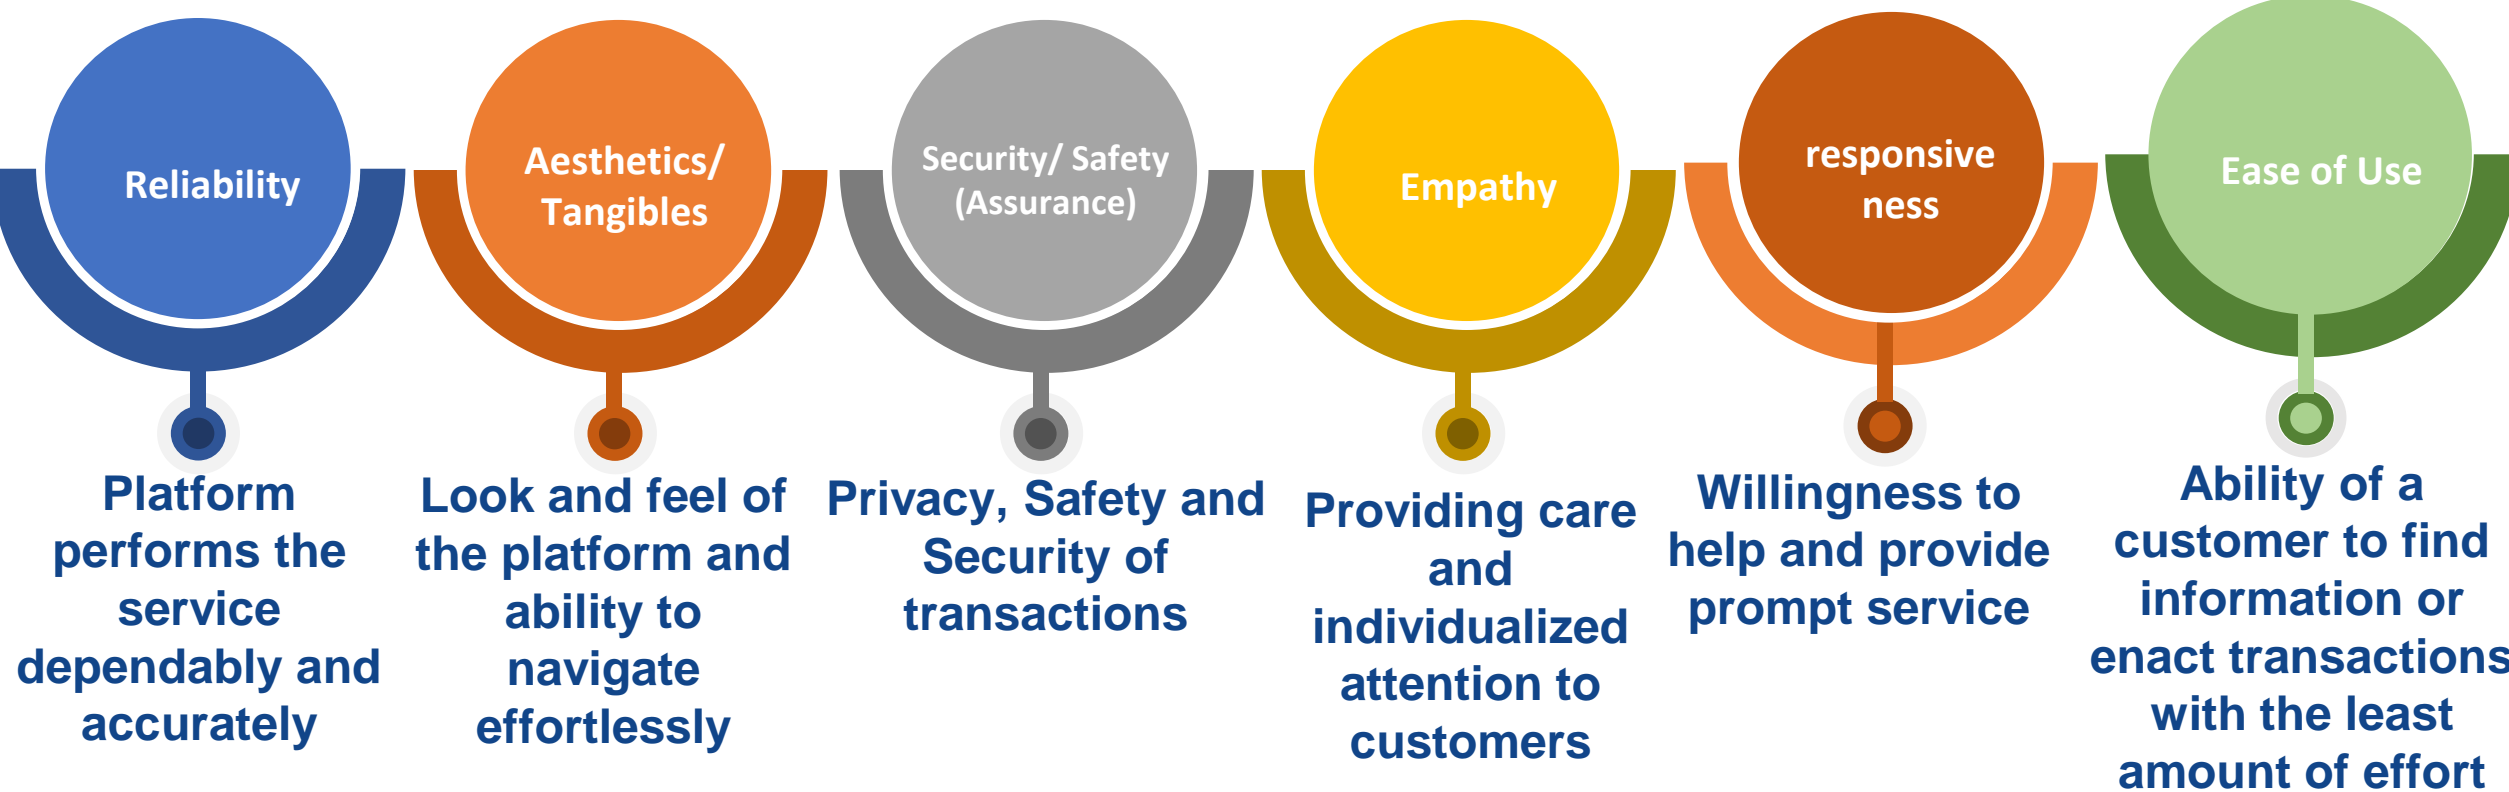 Reliability
Aesthetics/
Tangibles
Security/ Safety
(Assurance)
Empathy
responsive
ness
Ease of Use
Platform
performs the
service
dependably and
accurately
Look and feel of
the platform and
ability to
navigate
effortlessly
Privacy, Safety and
Security of
transactions
Providing care
and
individualized
attention to
customers
Willingness to
help and provide
prompt service
Ability of a
customer to find
information or
enact transactions
with the least
amount of effort